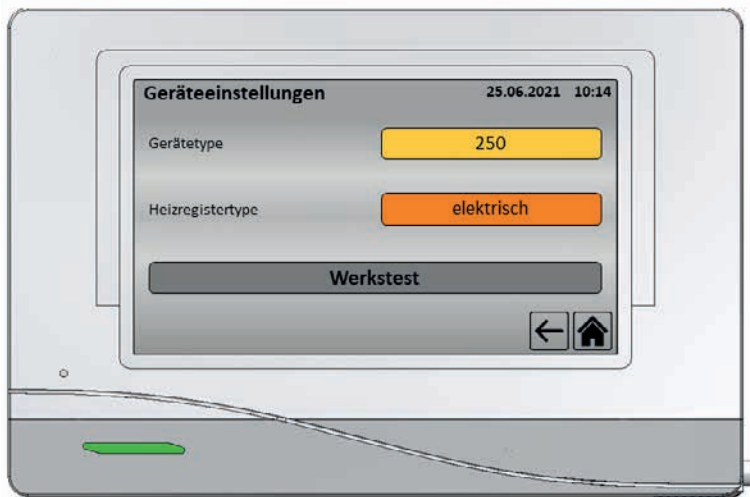 Geräteeinstellungen 25.06.2021 10:14
Gerätetype 250
Heizregistertype elektrisch
Werkstest